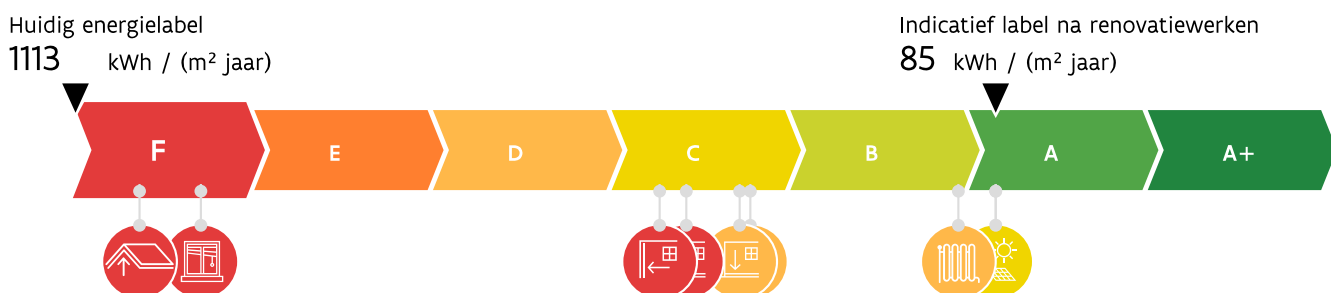 Huidig energielabel
1113 kWh / (m² jaar)
Indicatief label na renovatiewerken
85 kWh / (m² jaar)
F E D C B A A+